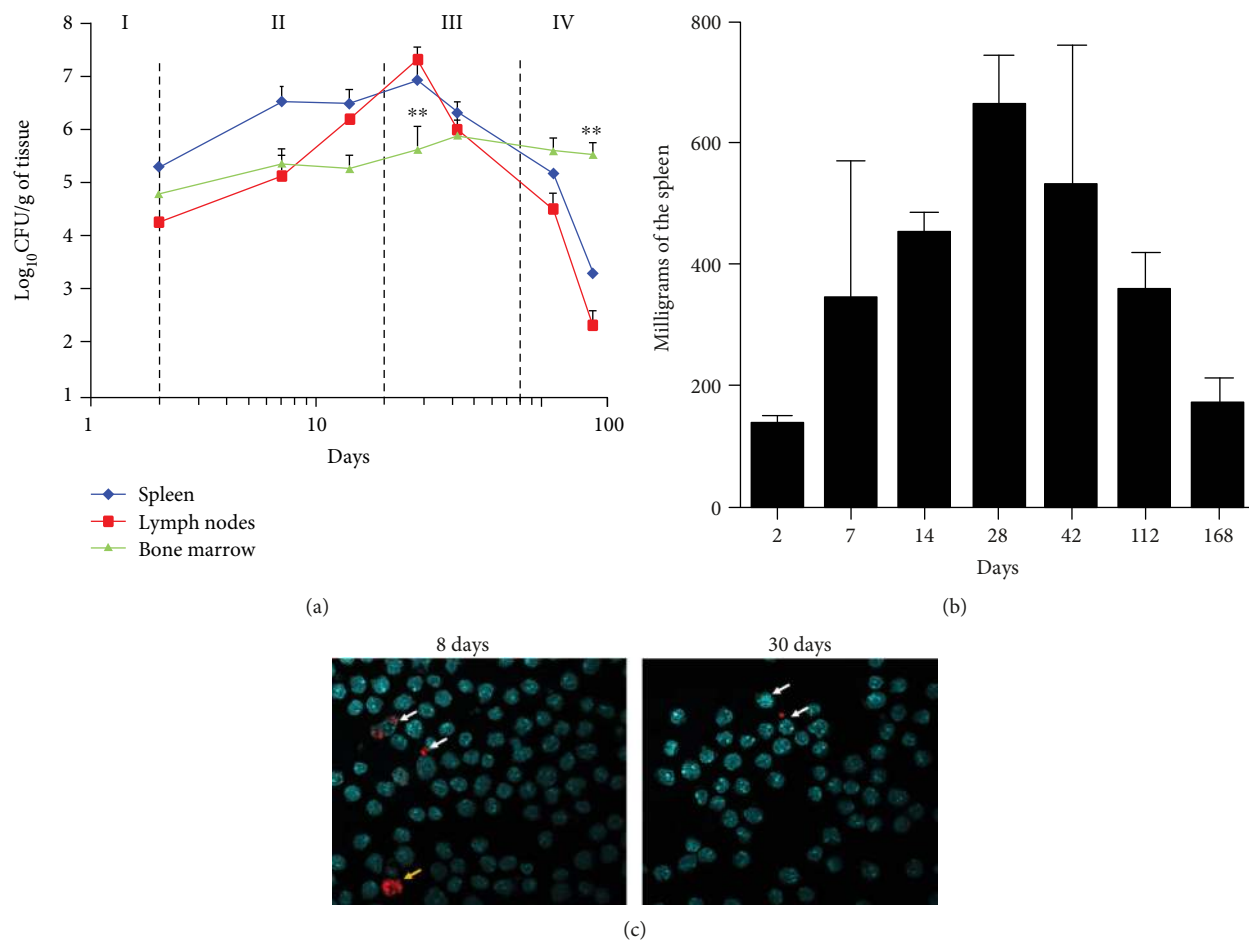 I II III IV
8
7
6
5
4
3
2
1
Log10CFU/g of tissue
** **
1 10 100
Days
Spleen
Lymph nodes
Bone marrow
(a)
800
600
400
200
0
Milligrams of the spleen
2 7 14 28 42 112 168
Days
(b)
8 days 30 days
(c)